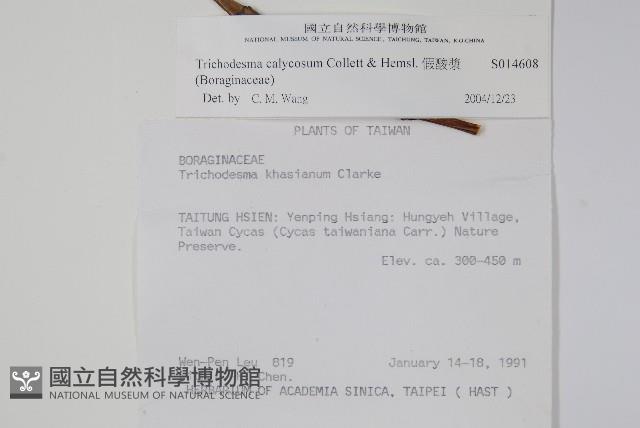 國立自然科學博物館
NATIONAL MUSEUM OF NATURAL SCIENCE, TAICHUNG, TAIWAN, R.O.CHINA
Trichodesma calycosum Collett & Hemsl. 假酸漿 S014608
(Boraginaceae)
Det. by C. M. Wang 2004/12/23
PLANTS OF TAIWAN
BORAGINACEAE
Trichodesma khasianum Clarke
TAITUNG HSIEN: Yenping Hsiang: Hungyeh Village,
Taiwan Cycas (Cycas taiwaniana Carr.) Nature
Preserve.
Elev. ca. 300-450 m
Wen-Pen Leu 819 January 14-18, 1991
Chen.
HERBARIUM OF ACADEMIA SINICA, TAIPEI ( HAST )
國立自然科學博物館
NATIONAL MUSEUM OF NATURAL SCIENCE